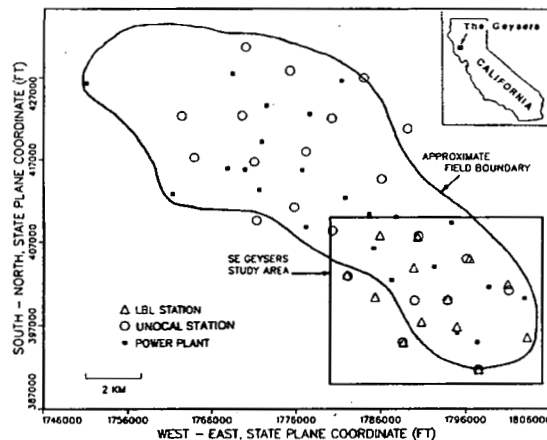 The Geysers
CALIFORNIA
APPROXIMATE
FIELD BOUNDARY
SE GEYSERS
STUDY AREA
LBL STATION
UNOCAL STATION
POWER PLANT
2 KM
SOUTH - NORTH, STATE PLANE COORDINATE (FT)
427000
417000
407000
397000
387000
1746000 1756000 1766000 1776000 1786000 1796000 1806000
WEST - EAST, STATE PLANE COORDINATE (FT)